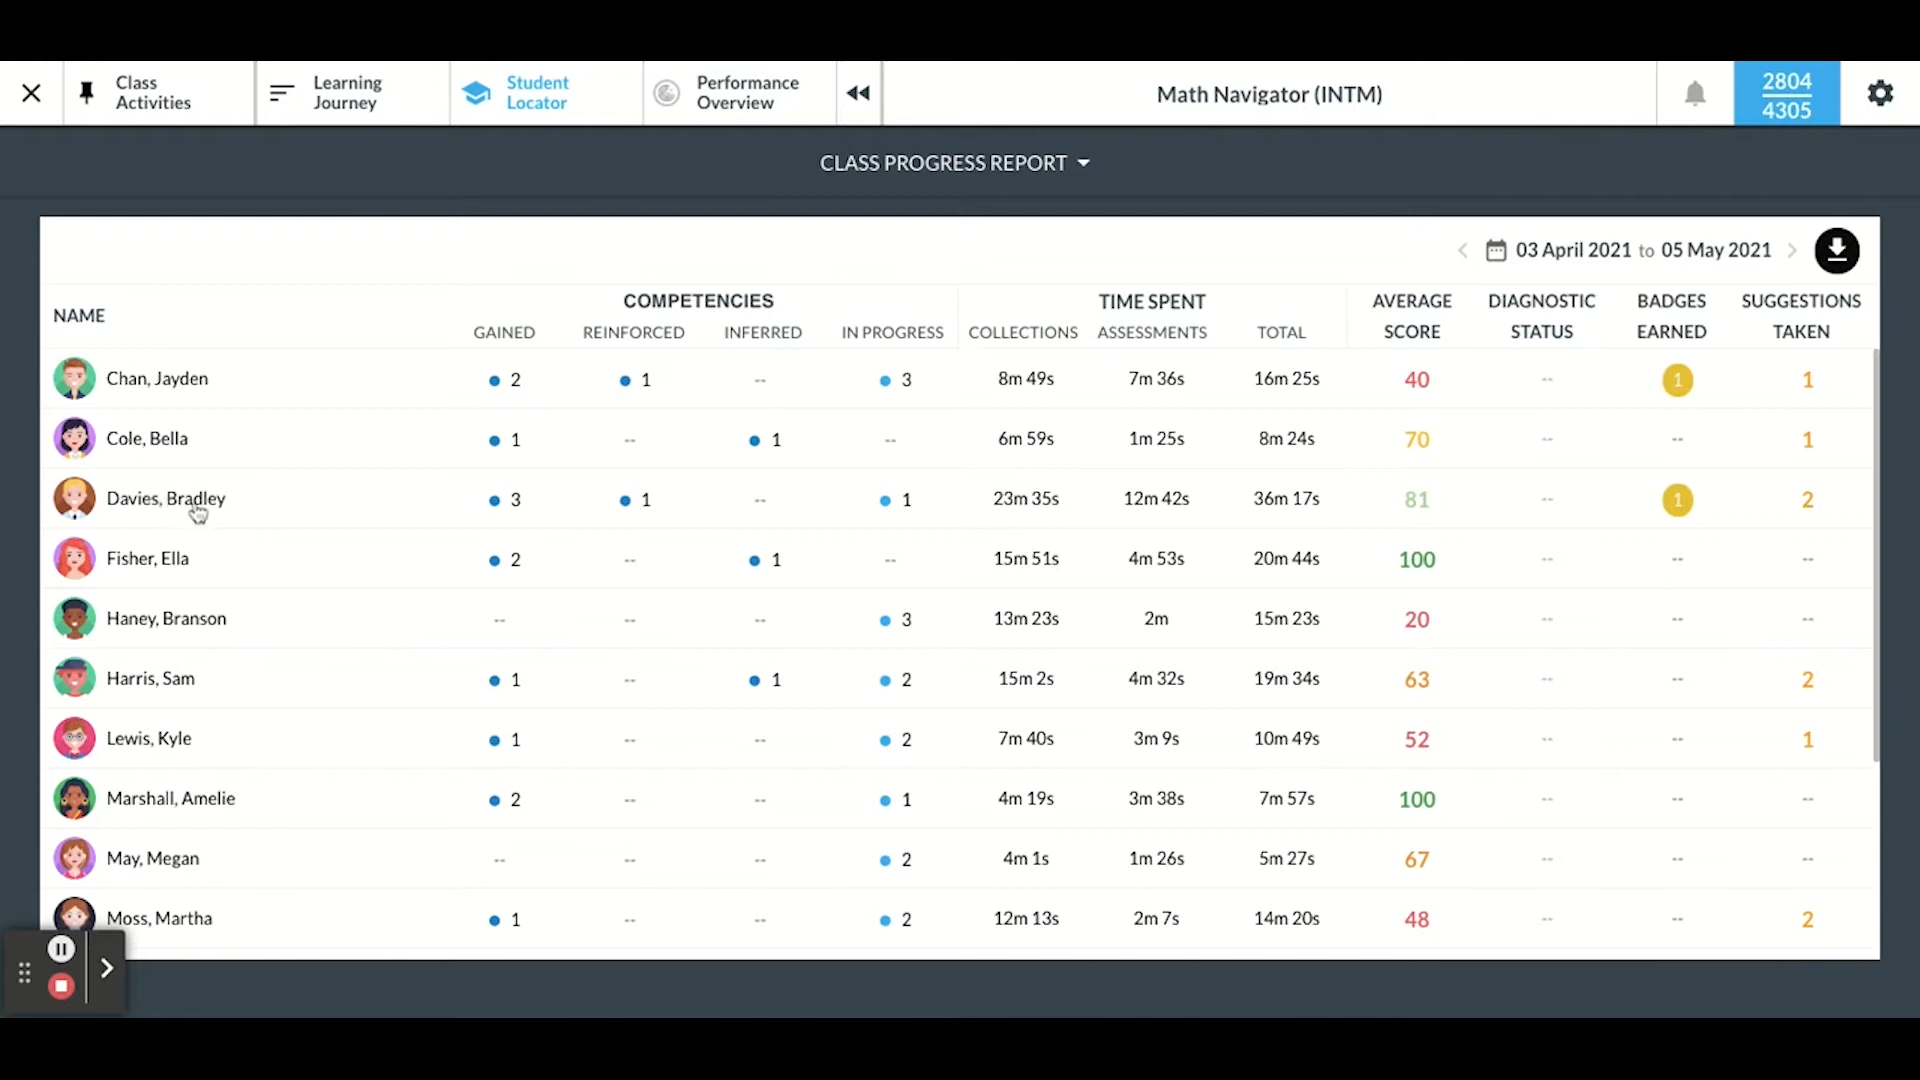 Class Activities
Learning Journey
Student Locator
Performance Overview
Math Navigator (INTM)
2804
4305
CLASS PROGRESS REPORT
03 April 2021 to 05 May 2021
NAME COMPETENCIES TIME SPENT AVERAGE SCORE DIAGNOSTIC STATUS BADGES EARNED SUGGESTIONS TAKEN
GAINED REINFORCED INFERRED IN PROGRESS COLLECTIONS ASSESSMENTS TOTAL
Chan, Jayden 2 1 -- 3 8m 49s 7m 36s 16m 25s 40 -- 1 1
Cole, Bella 1 -- 1 -- 6m 59s 1m 25s 8m 24s 70 -- -- 1
Davies, Bradley 3 1 -- 1 23m 35s 12m 42s 36m 17s 81 -- 1 2
Fisher, Ella 2 -- 1 -- 15m 51s 4m 53s 20m 44s 100 -- -- --
Haney, Branson -- -- -- 3 13m 23s 2m 15m 23s 20 -- -- --
Harris, Sam 1 -- 1 2 15m 2s 4m 32s 19m 34s 63 -- -- 2
Lewis, Kyle 1 -- -- 2 7m 40s 3m 9s 10m 49s 52 -- -- 1
Marshall, Amelie 2 -- -- 1 4m 19s 3m 38s 7m 57s 100 -- -- --
May, Megan -- -- -- 2 4m 1s 1m 26s 5m 27s 67 -- -- --
Moss, Martha 1 -- -- 2 12m 13s 2m 7s 14m 20s 48 -- -- 2